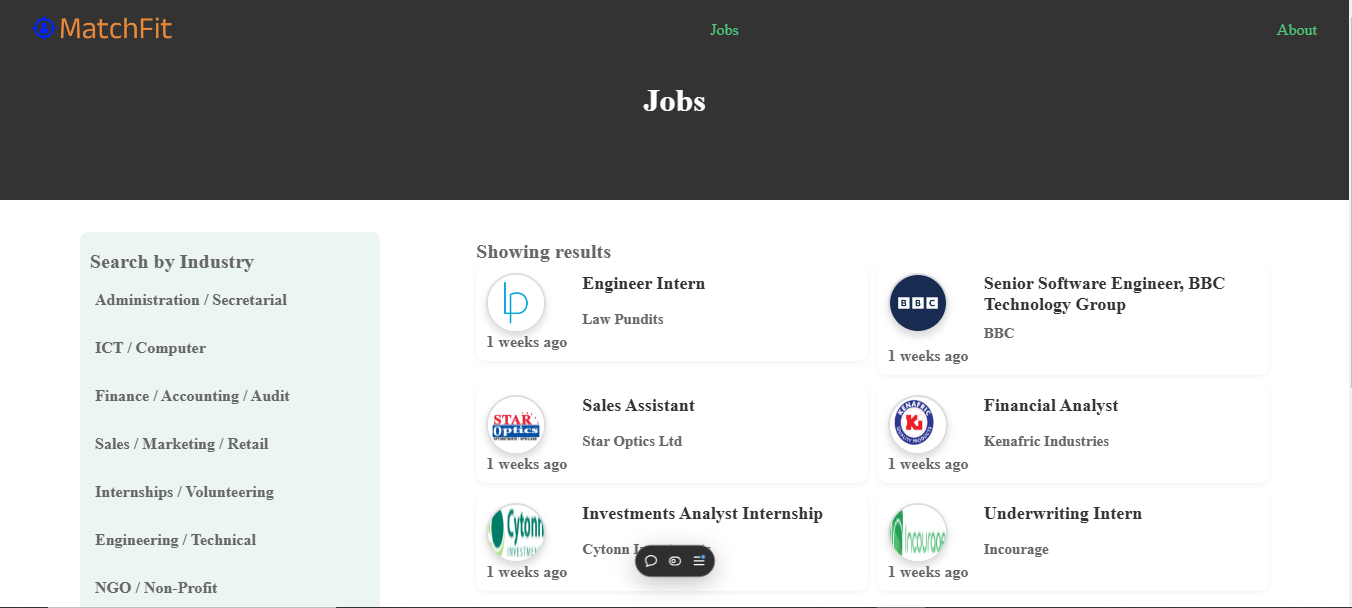 MatchFit
Jobs
About
Jobs
Search by Industry
Administration / Secretarial
ICT / Computer
Finance / Accounting / Audit
Sales / Marketing / Retail
Internships / Volunteering
Engineering / Technical
NGO / Non-Profit
Showing results
Engineer Intern
Law Pundits
1 weeks ago
BBC
Senior Software Engineer, BBC
Technology Group
BBC
1 weeks ago
STAR
Optics
Sales Assistant
Star Optics Ltd
1 weeks ago
KENAFRIC
Financial Analyst
Kenafric Industries
1 weeks ago
Cytonn
INVESTMEN
Investments Analyst Internship
Cytonn
1 weeks ago
incourage
Underwriting Intern
Incourage
1 weeks ago